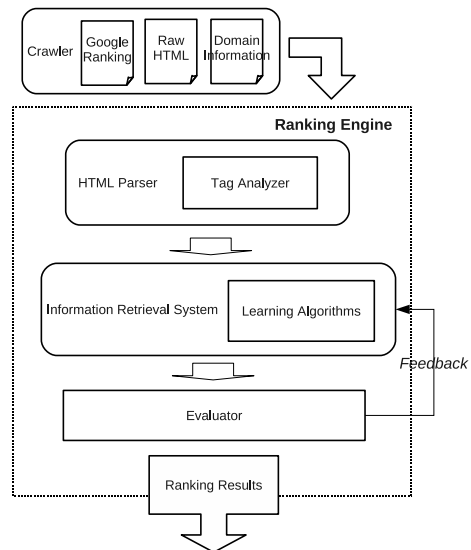 Crawler
Google
Ranking
Raw
HTML
Domain
Information
Ranking Engine
HTML Parser
Tag Analyzer
Information Retrieval System
Learning Algorithms
Feedback
Evaluator
Ranking Results